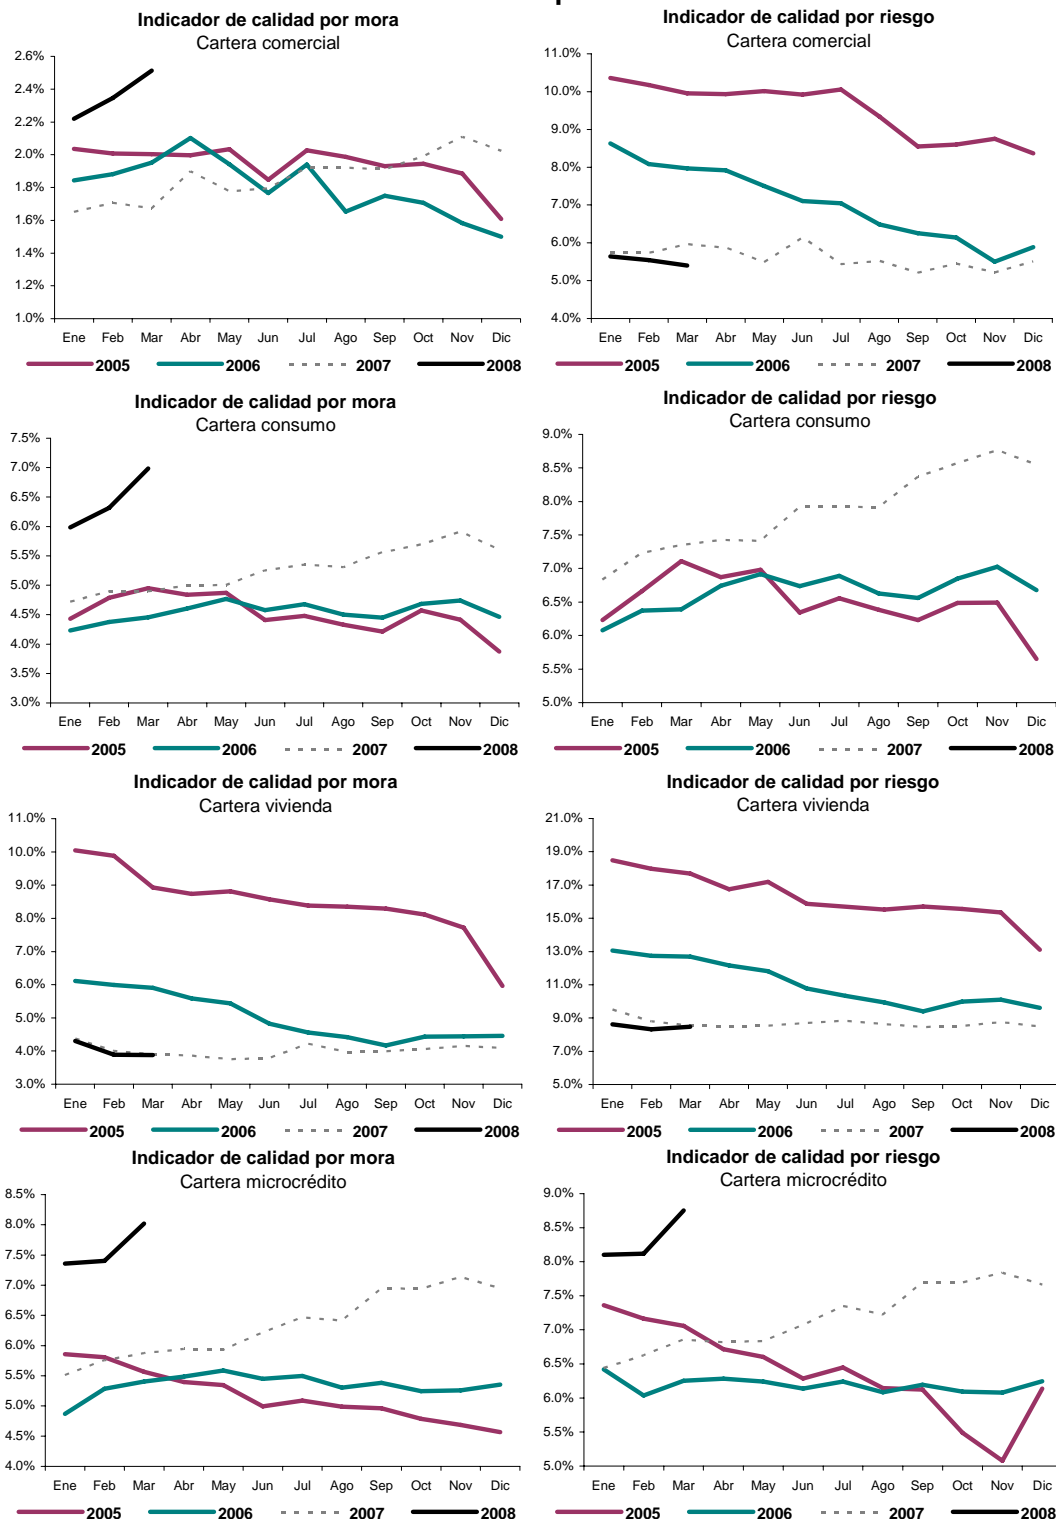 Indicador de calidad por mora
Cartera comercial
2.6%
2.4%
2.2%
2.0%
1.8%
1.6%
1.4%
1.2%
1.0%
Ene Feb Mar Abr May Jun Jul Ago Sep Oct Nov Dic
2005 2006 2007 2008
Indicador de calidad por riesgo
Cartera comercial
11.0%
10.0%
9.0%
8.0%
7.0%
6.0%
5.0%
4.0%
Ene Feb Mar Abr May Jun Jul Ago Sep Oct Nov Dic
2005 2006 2007 2008
Indicador de calidad por mora
Cartera consumo
7.5%
7.0%
6.5%
6.0%
5.5%
5.0%
4.5%
4.0%
3.5%
3.0%
Ene Feb Mar Abr May Jun Jul Ago Sep Oct Nov Dic
2005 2006 2007 2008
Indicador de calidad por riesgo
Cartera consumo
9.0%
8.5%
8.0%
7.5%
7.0%
6.5%
6.0%
5.5%
5.0%
Ene Feb Mar Abr May Jun Jul Ago Sep Oct Nov Dic
2005 2006 2007 2008
Indicador de calidad por mora
Cartera vivienda
11.0%
10.0%
9.0%
8.0%
7.0%
6.0%
5.0%
4.0%
3.0%
Ene Feb Mar Abr May Jun Jul Ago Sep Oct Nov Dic
2005 2006 2007 2008
Indicador de calidad por riesgo
Cartera vivienda
21.0%
19.0%
17.0%
15.0%
13.0%
11.0%
9.0%
7.0%
5.0%
Ene Feb Mar Abr May Jun Jul Ago Sep Oct Nov Dic
2005 2006 2007 2008
Indicador de calidad por mora
Cartera microcrédito
8.5%
8.0%
7.5%
7.0%
6.5%
6.0%
5.5%
5.0%
4.5%
4.0%
Ene Feb Mar Abr May Jun Jul Ago Sep Oct Nov Dic
2005 2006 2007 2008
Indicador de calidad por riesgo
Cartera microcrédito
9.0%
8.5%
8.0%
7.5%
7.0%
6.5%
6.0%
5.5%
5.0%
Ene Feb Mar Abr May Jun Jul Ago Sep Oct Nov Dic
2005 2006 2007 2008